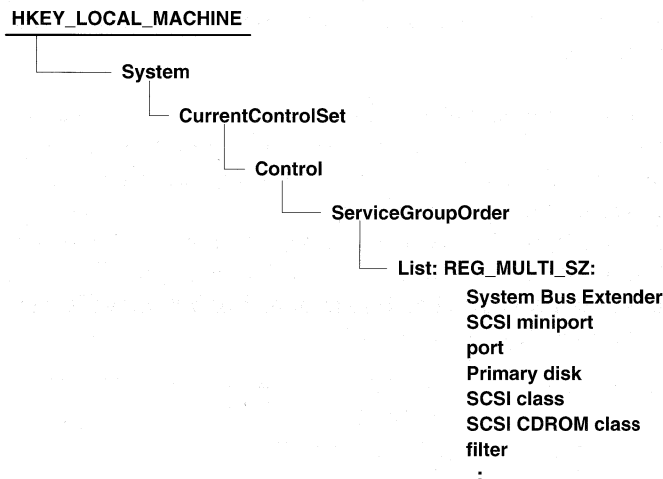 HKEY_LOCAL_MACHINE
System
CurrentControlSet
Control
ServiceGroupOrder
List: REG_MULTI_SZ:
System Bus Extender
SCSI miniport
port
Primary disk
SCSI class
SCSI CDROM class
filter